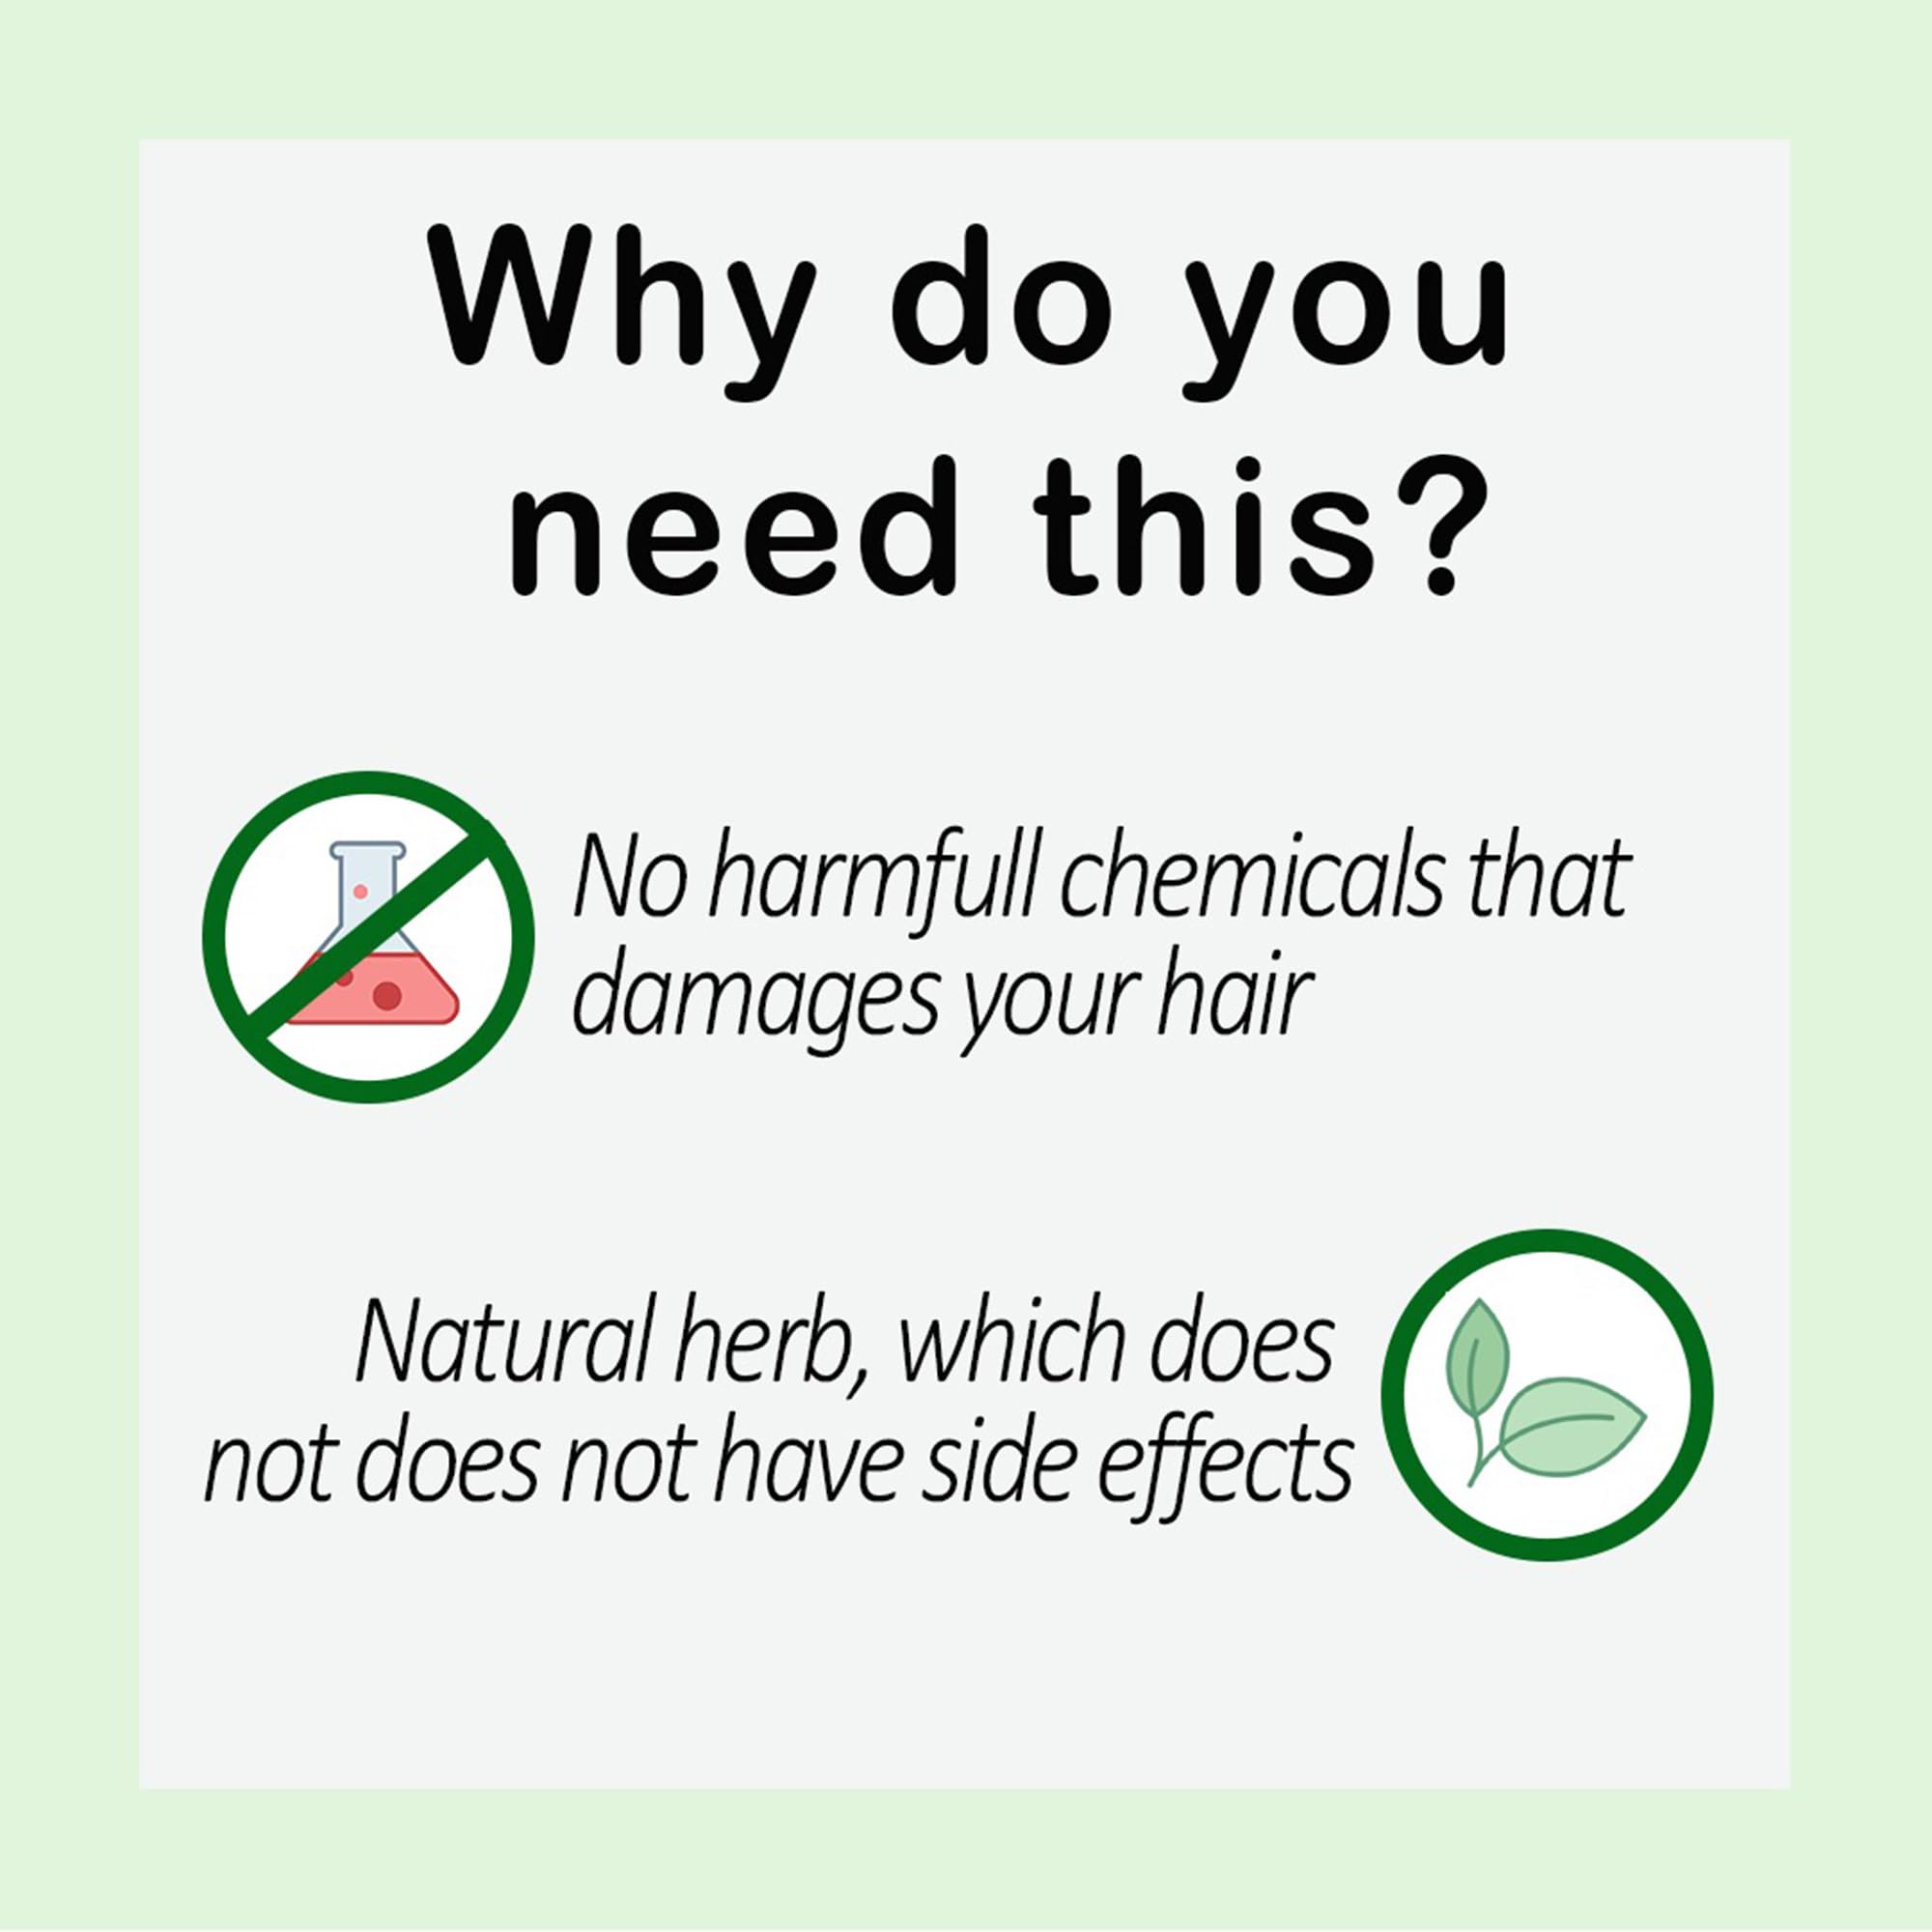 Why do you
need this?
No harmfull chemicals that
damages your hair
Natural herb, which does
not does not have side effects